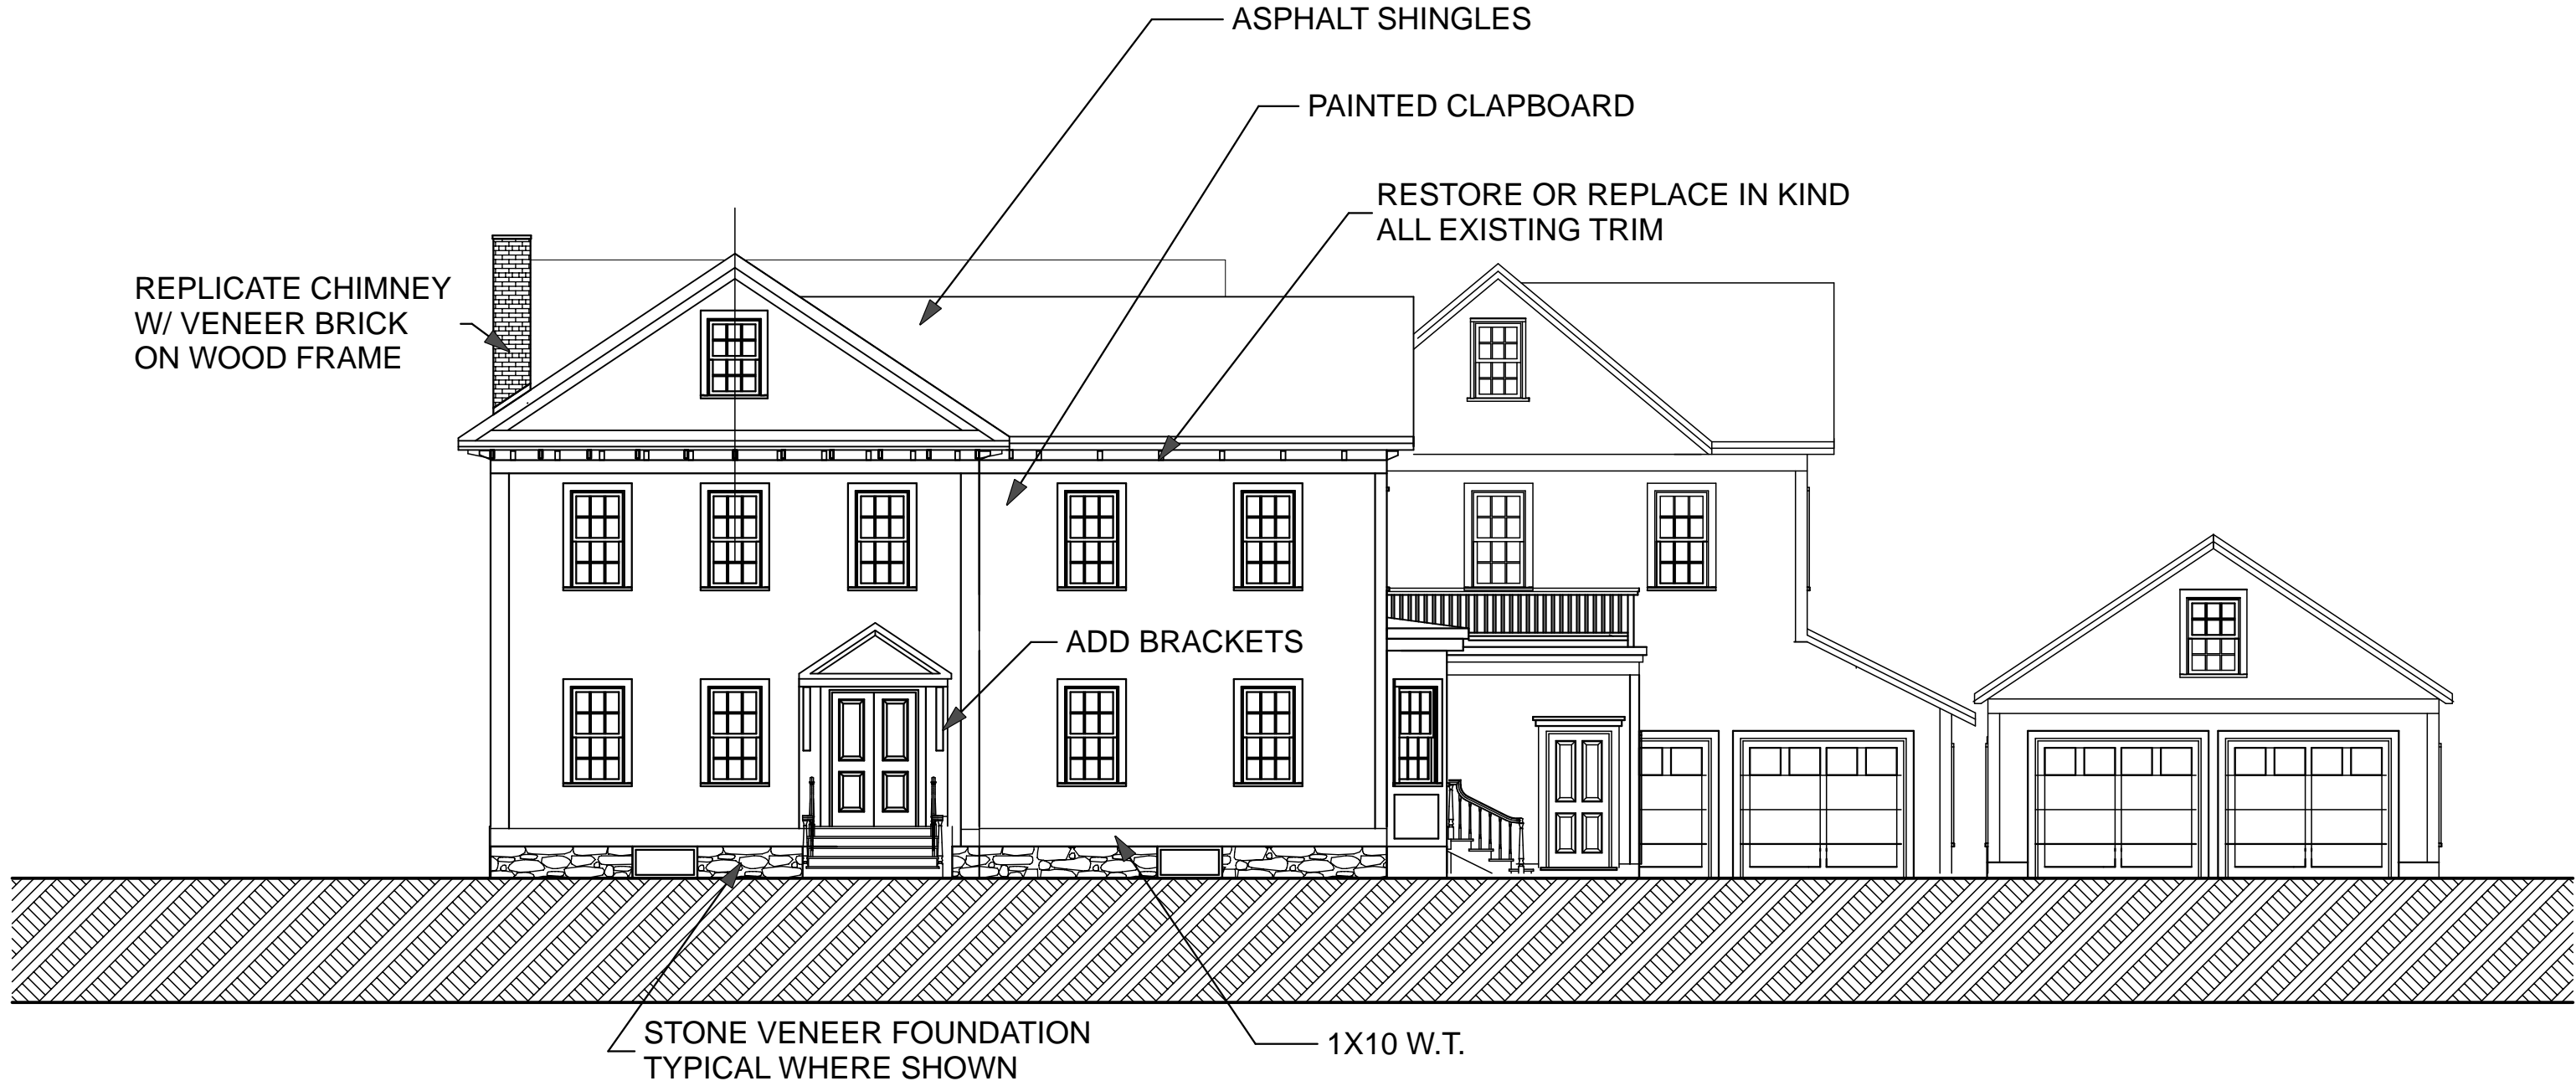 ASPHALT SHINGLES
PAINTED CLAPBOARD
RESTORE OR REPLACE IN KIND
ALL EXISTING TRIM
REPLICATE CHIMNEY
W/ VENEER BRICK
ON WOOD FRAME
ADD BRACKETS
STONE VENEER FOUNDATION
TYPICAL WHERE SHOWN
1X10 W.T.